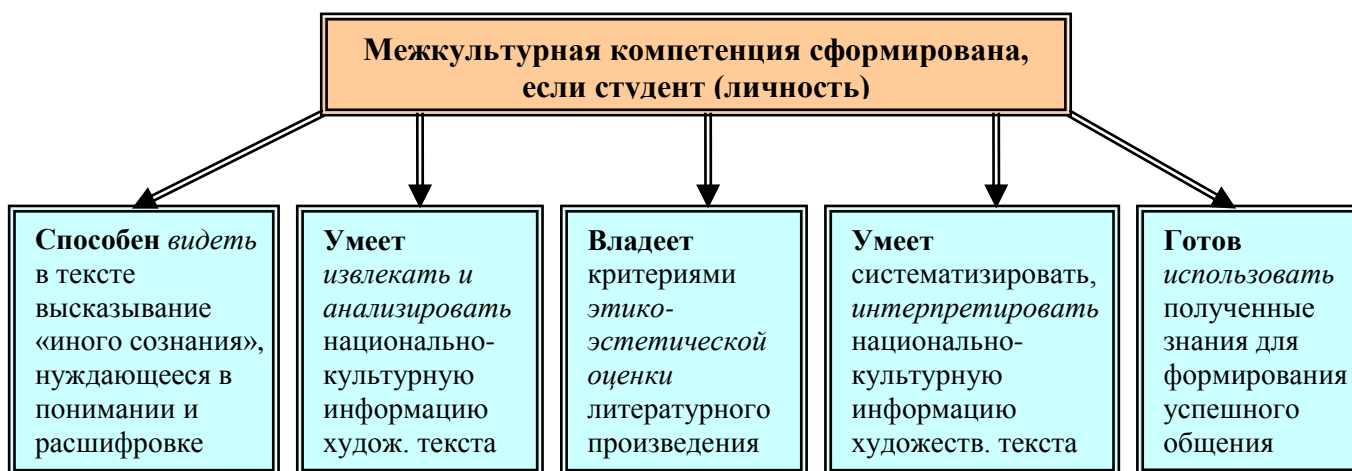 Межкультурная компетенция сформирована,
если студент (личность)
Способен видеть
в тексте
высказывание
«иного сознания»,
нуждающееся в
понимании и
расшифровке
Умеет
извлекать и
анализировать
национально-
культурную
информацию
худож. текста
Владеет
критериями
этико-
эстетической
оценки
литературного
произведения
Умеет
систематизировать,
интерпретировать
национально-
культурную
информацию
художеств. текста
Готов
использовать
полученные
знания для
формирования
успешного
общения